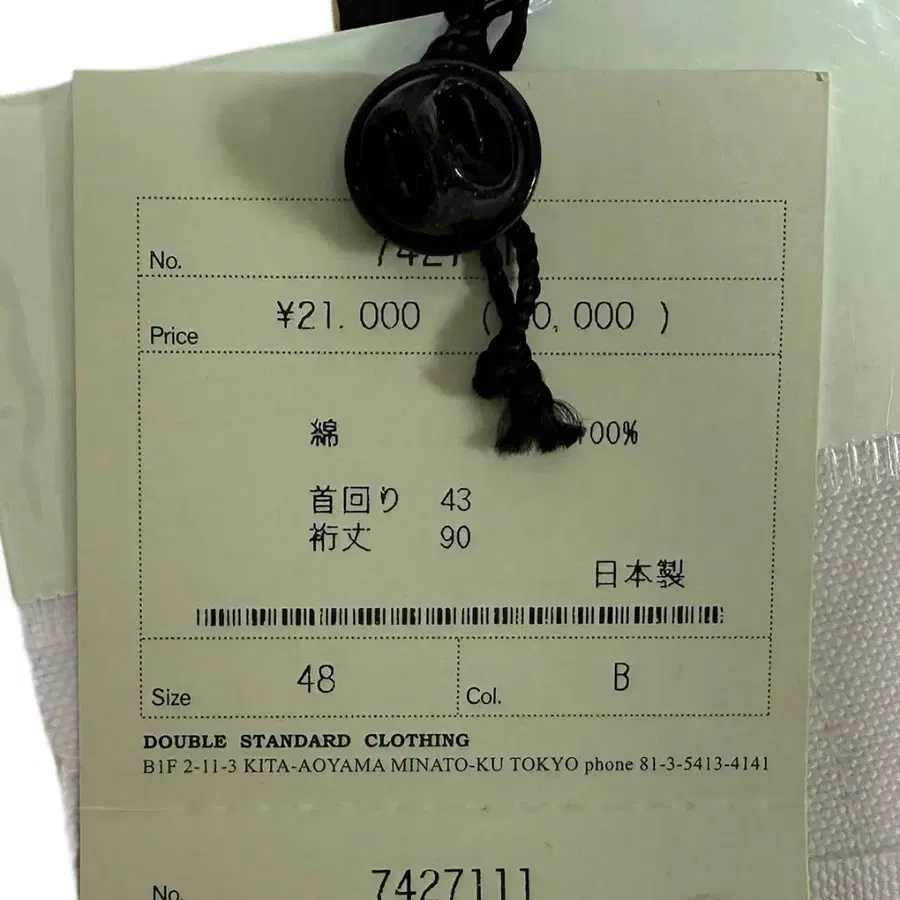 No.
Price ¥21.000
綿
首回り 43
裄丈 90
日本製
Size 48 Col. B
DOUBLE STANDARD CLOTHING
B1F 2-11-3 KITA-AOYAMA MINATO-KU TOKYO phone 81-3-5413-4141
No. 7427111